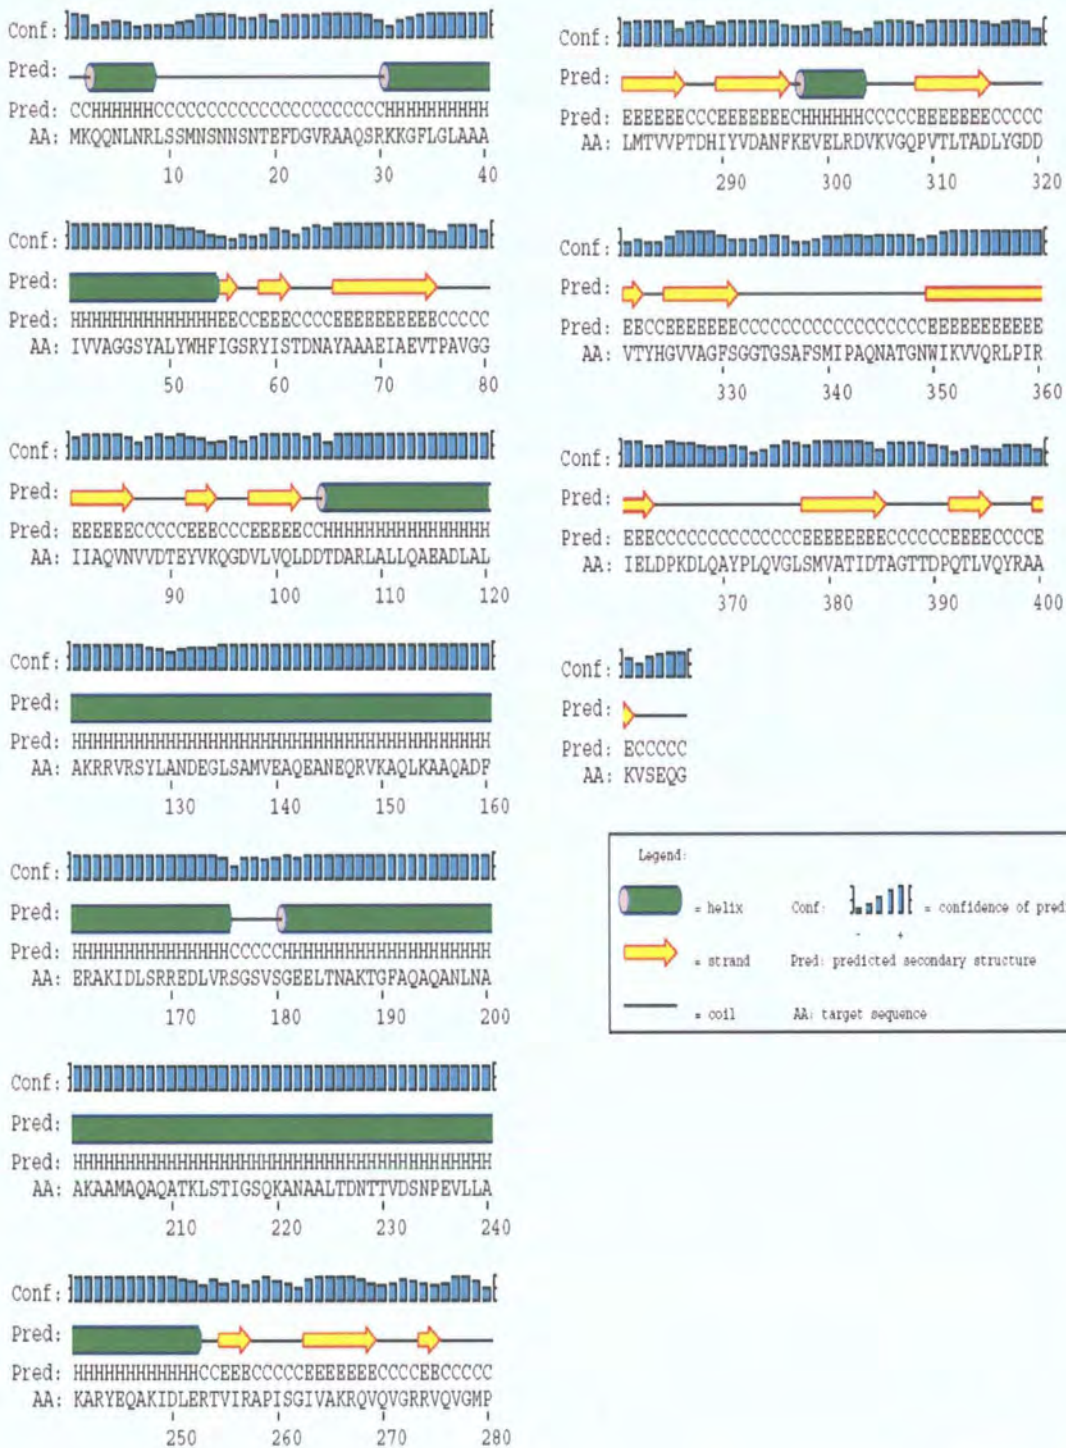 Conf:
Pred:
Pred: CCHHHHHHCCCCCCCCCCCCCCCCCCCCCCHHHHHHHHHH
AA: MKQQNLNRLSSMNSNNSNTEFDGVRAAQSRKKGFLGLAAA
10 20 30 40
Conf:
Pred:
Pred: HHHHHHHHHHHHHHEECCEEECCCCEEEEEEEEEECCCCC
AA: IVVAGGSYALYWHFIGSRYISTDNAYAAAEIAEVTPAVGG
50 60 70 80
Conf:
Pred:
Pred: EEEEEECCCCCEEECCCEEEEECCHHHHHHHHHHHHHHHH
AA: IIAQVNVVDTEYVKQGDVLVQLDDTDARLALLQAEADLAL
90 100 110 120
Conf:
Pred:
Pred: HHHHHHHHHHHHHHHHHHHHHHHHHHHHHHHHHHHHHHHH
AA: AKRRVRSYLANDEGLSAMVEAQEANEQRVKAQLKAAQADF
130 140 150 160
Conf:
Pred:
Pred: HHHHHHHHHHHHHHHCCCCCHHHHHHHHHHHHHHHHHHHH
AA: ERAKIDLSRREDLVRSGSVSGEELTNAKTGFAQAQANLNA
170 180 190 200
Conf:
Pred:
Pred: HHHHHHHHHHHHHHHHHHHHHHHHHHHHHHHHHHHHHHHH
AA: AKAAMAQAQATKLSTIGSQKANAALTDNTTVDSNPEVLLA
210 220 230 240
Conf:
Pred:
Pred: HHHHHHHHHHHHCCEEECCCCCEEEEEEECCCCEECCCCC
AA: KARYEQAKIDLERTVIRAPISGIVAKRQVQVGRRVQVGMP
250 260 270 280
Conf:
Pred:
Pred: EEEEEECCCEEEEEEECHHHHHHCCCCCEEEEEEECCCCC
AA: LMTVVPTDHIYVDANFKEVELRDVKVGQPVTLTADLYGDD
290 300 310 320
Conf:
Pred:
Pred: EECCEEEEEEECCCCCCCCCCCCCCCCCCEEEEEEEEEEE
AA: VTYHGVVAGFSGGTGSAFSMIPAQNATGNWIKVVQRLPIR
330 340 350 360
Conf:
Pred:
Pred: EEECCCCCCCCCCCCCCEEEEEEEECCCCCCEEEECCCCE
AA: IELDPKDLQAYPLQVGLSMVATIDTAGTTDPQTLVQYRAA
370 380 390 400
Conf:
Pred:
Pred: ECCCCC
AA: KVSEQG
Legend:
= helix Conf: = confidence of pred
- +
= strand Pred: predicted secondary structure
= coil AA: target sequence